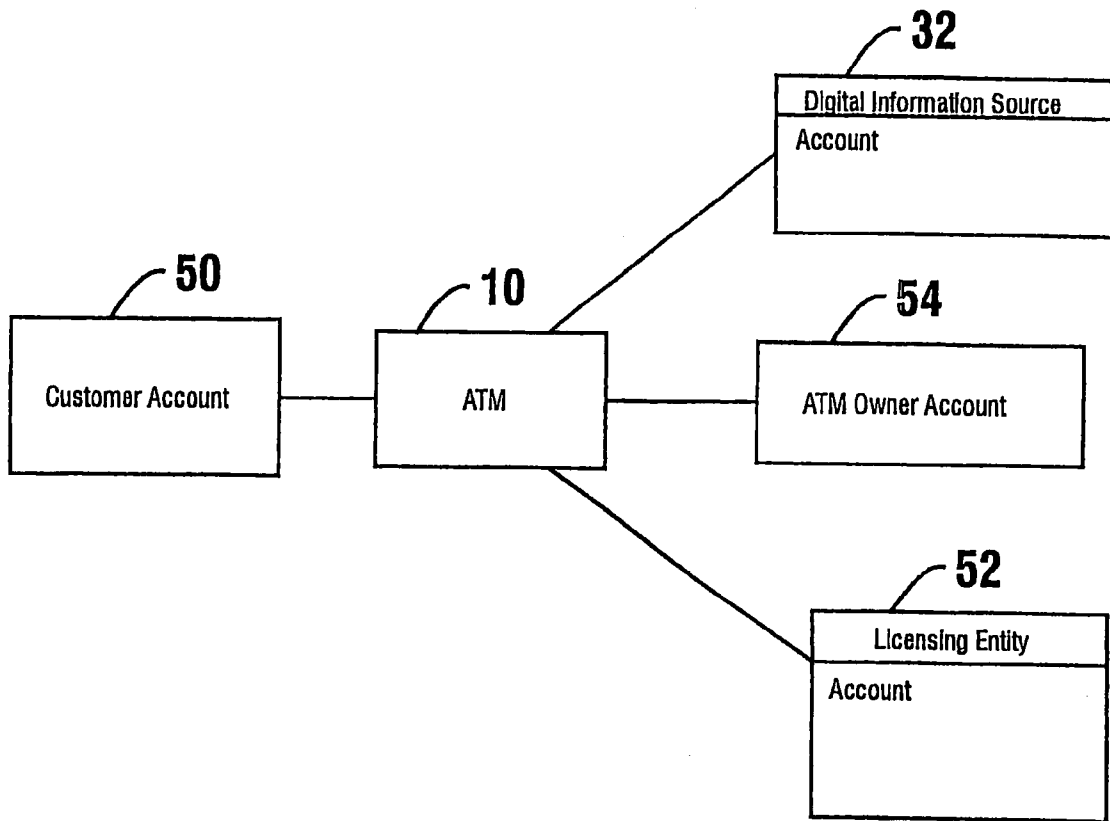 32
Digital Information Source
Account
50
10
54
Customer Account
ATM
ATM Owner Account
52
Licensing Entity
Account